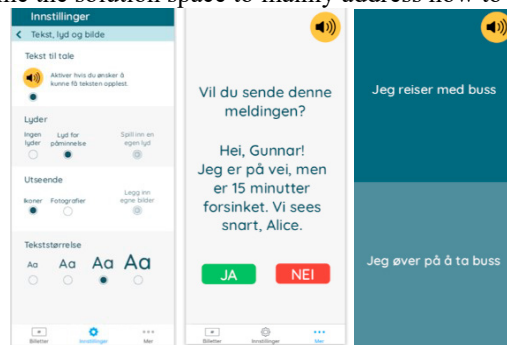 ne the solution space to mainly address how to
Innstillinger
Tekst, lyd og bilde
Tekst til tale
Aktiver hvis du ønsker å
kunne få teksten opplest.
Lyder
Ingen lyder
Lyd for påminnelse
Spill inn en egen lyd
Utseende
Ikoner
Fotografier
Legg inn egne bilder
Tekststørrelse
Aa Aa Aa Aa
Billetter Innstillinger Mer
Vil du sende denne
meldingen?
Hei, Gunnar!
Jeg er på vei, men
er 15 minutter
forsinket. Vi sees
snart, Alice.
JA NEI
Billetter Innstillinger Mer
Jeg reiser med buss
Jeg øver på å ta buss